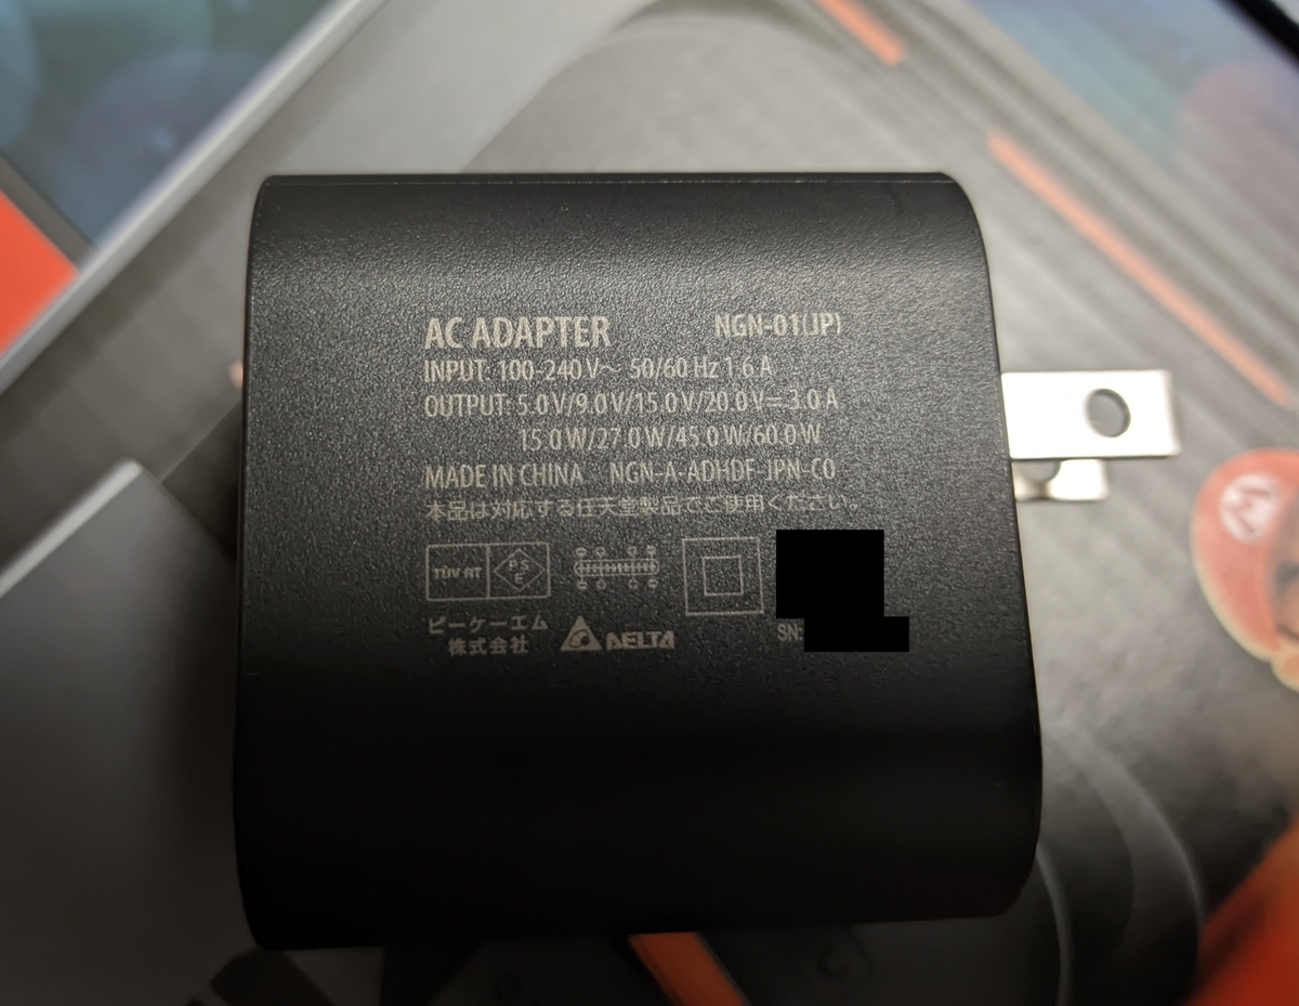 AC ADAPTER NGN-01(JP)
INPUT: 100-240 V~ 50/60 Hz 1.6 A
OUTPUT: 5.0 V/9.0 V/15.0 V/20.0 V⎓3.0 A
15.0 W/27.0 W/45.0 W/60.0 W
MADE IN CHINA NGN-A-ADHDF-JPN-C0
本品は対応する任天堂製品でご使用ください。
TÜV RT PSE
ピーケーエム
株式会社 DELTA SN:
M